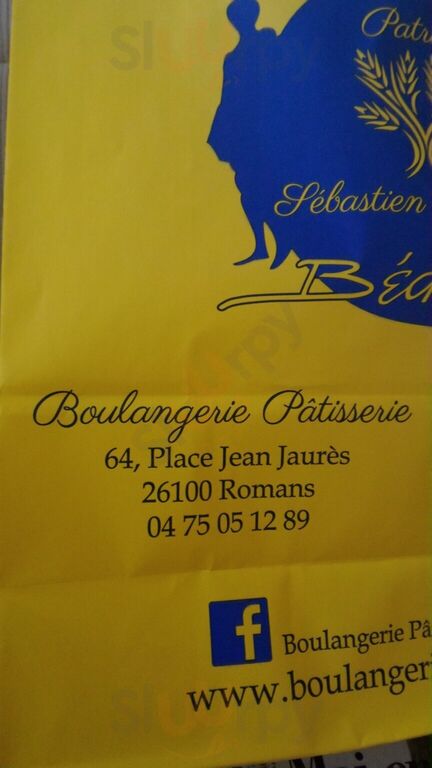 Patr
Sébastien
Béa
Boulangerie Pâtisserie
64, Place Jean Jaurès
26100 Romans
04 75 05 12 89
f
Boulangerie Pâ
www.boulangeri